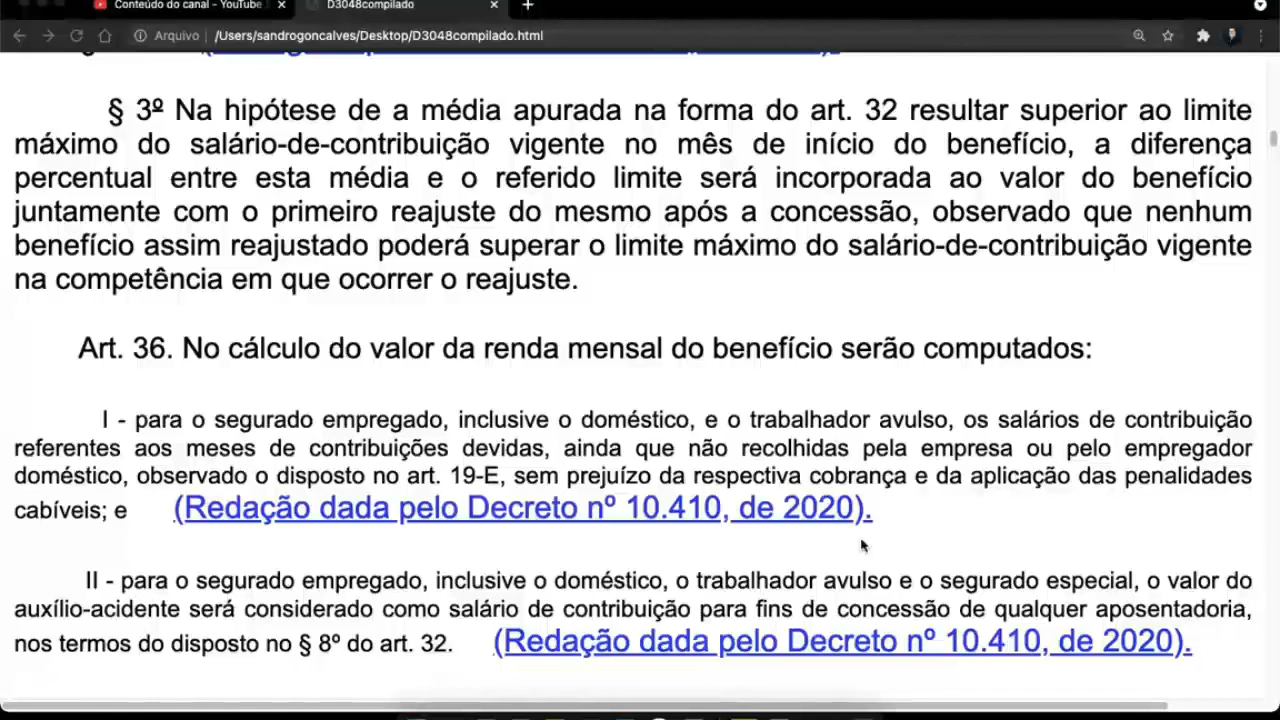 Conteúdo do canal - YouTube
D3048compilado
Arquivo /Users/sandrogoncalves/Desktop/D3048compilado.html
§ 3º Na hipótese de a média apurada na forma do art. 32 resultar superior ao limite
máximo do salário-de-contribuição vigente no mês de início do benefício, a diferença
percentual entre esta média e o referido limite será incorporada ao valor do benefício
juntamente com o primeiro reajuste do mesmo após a concessão, observado que nenhum
benefício assim reajustado poderá superar o limite máximo do salário-de-contribuição vigente
na competência em que ocorrer o reajuste.
Art. 36. No cálculo do valor da renda mensal do benefício serão computados:
I - para o segurado empregado, inclusive o doméstico, e o trabalhador avulso, os salários de contribuição
referentes aos meses de contribuições devidas, ainda que não recolhidas pela empresa ou pelo empregador
doméstico, observado o disposto no art. 19-E, sem prejuízo da respectiva cobrança e da aplicação das penalidades
cabíveis; e (Redação dada pelo Decreto nº 10.410, de 2020).
II - para o segurado empregado, inclusive o doméstico, o trabalhador avulso e o segurado especial, o valor do
auxílio-acidente será considerado como salário de contribuição para fins de concessão de qualquer aposentadoria,
nos termos do disposto no § 8º do art. 32. (Redação dada pelo Decreto nº 10.410, de 2020).